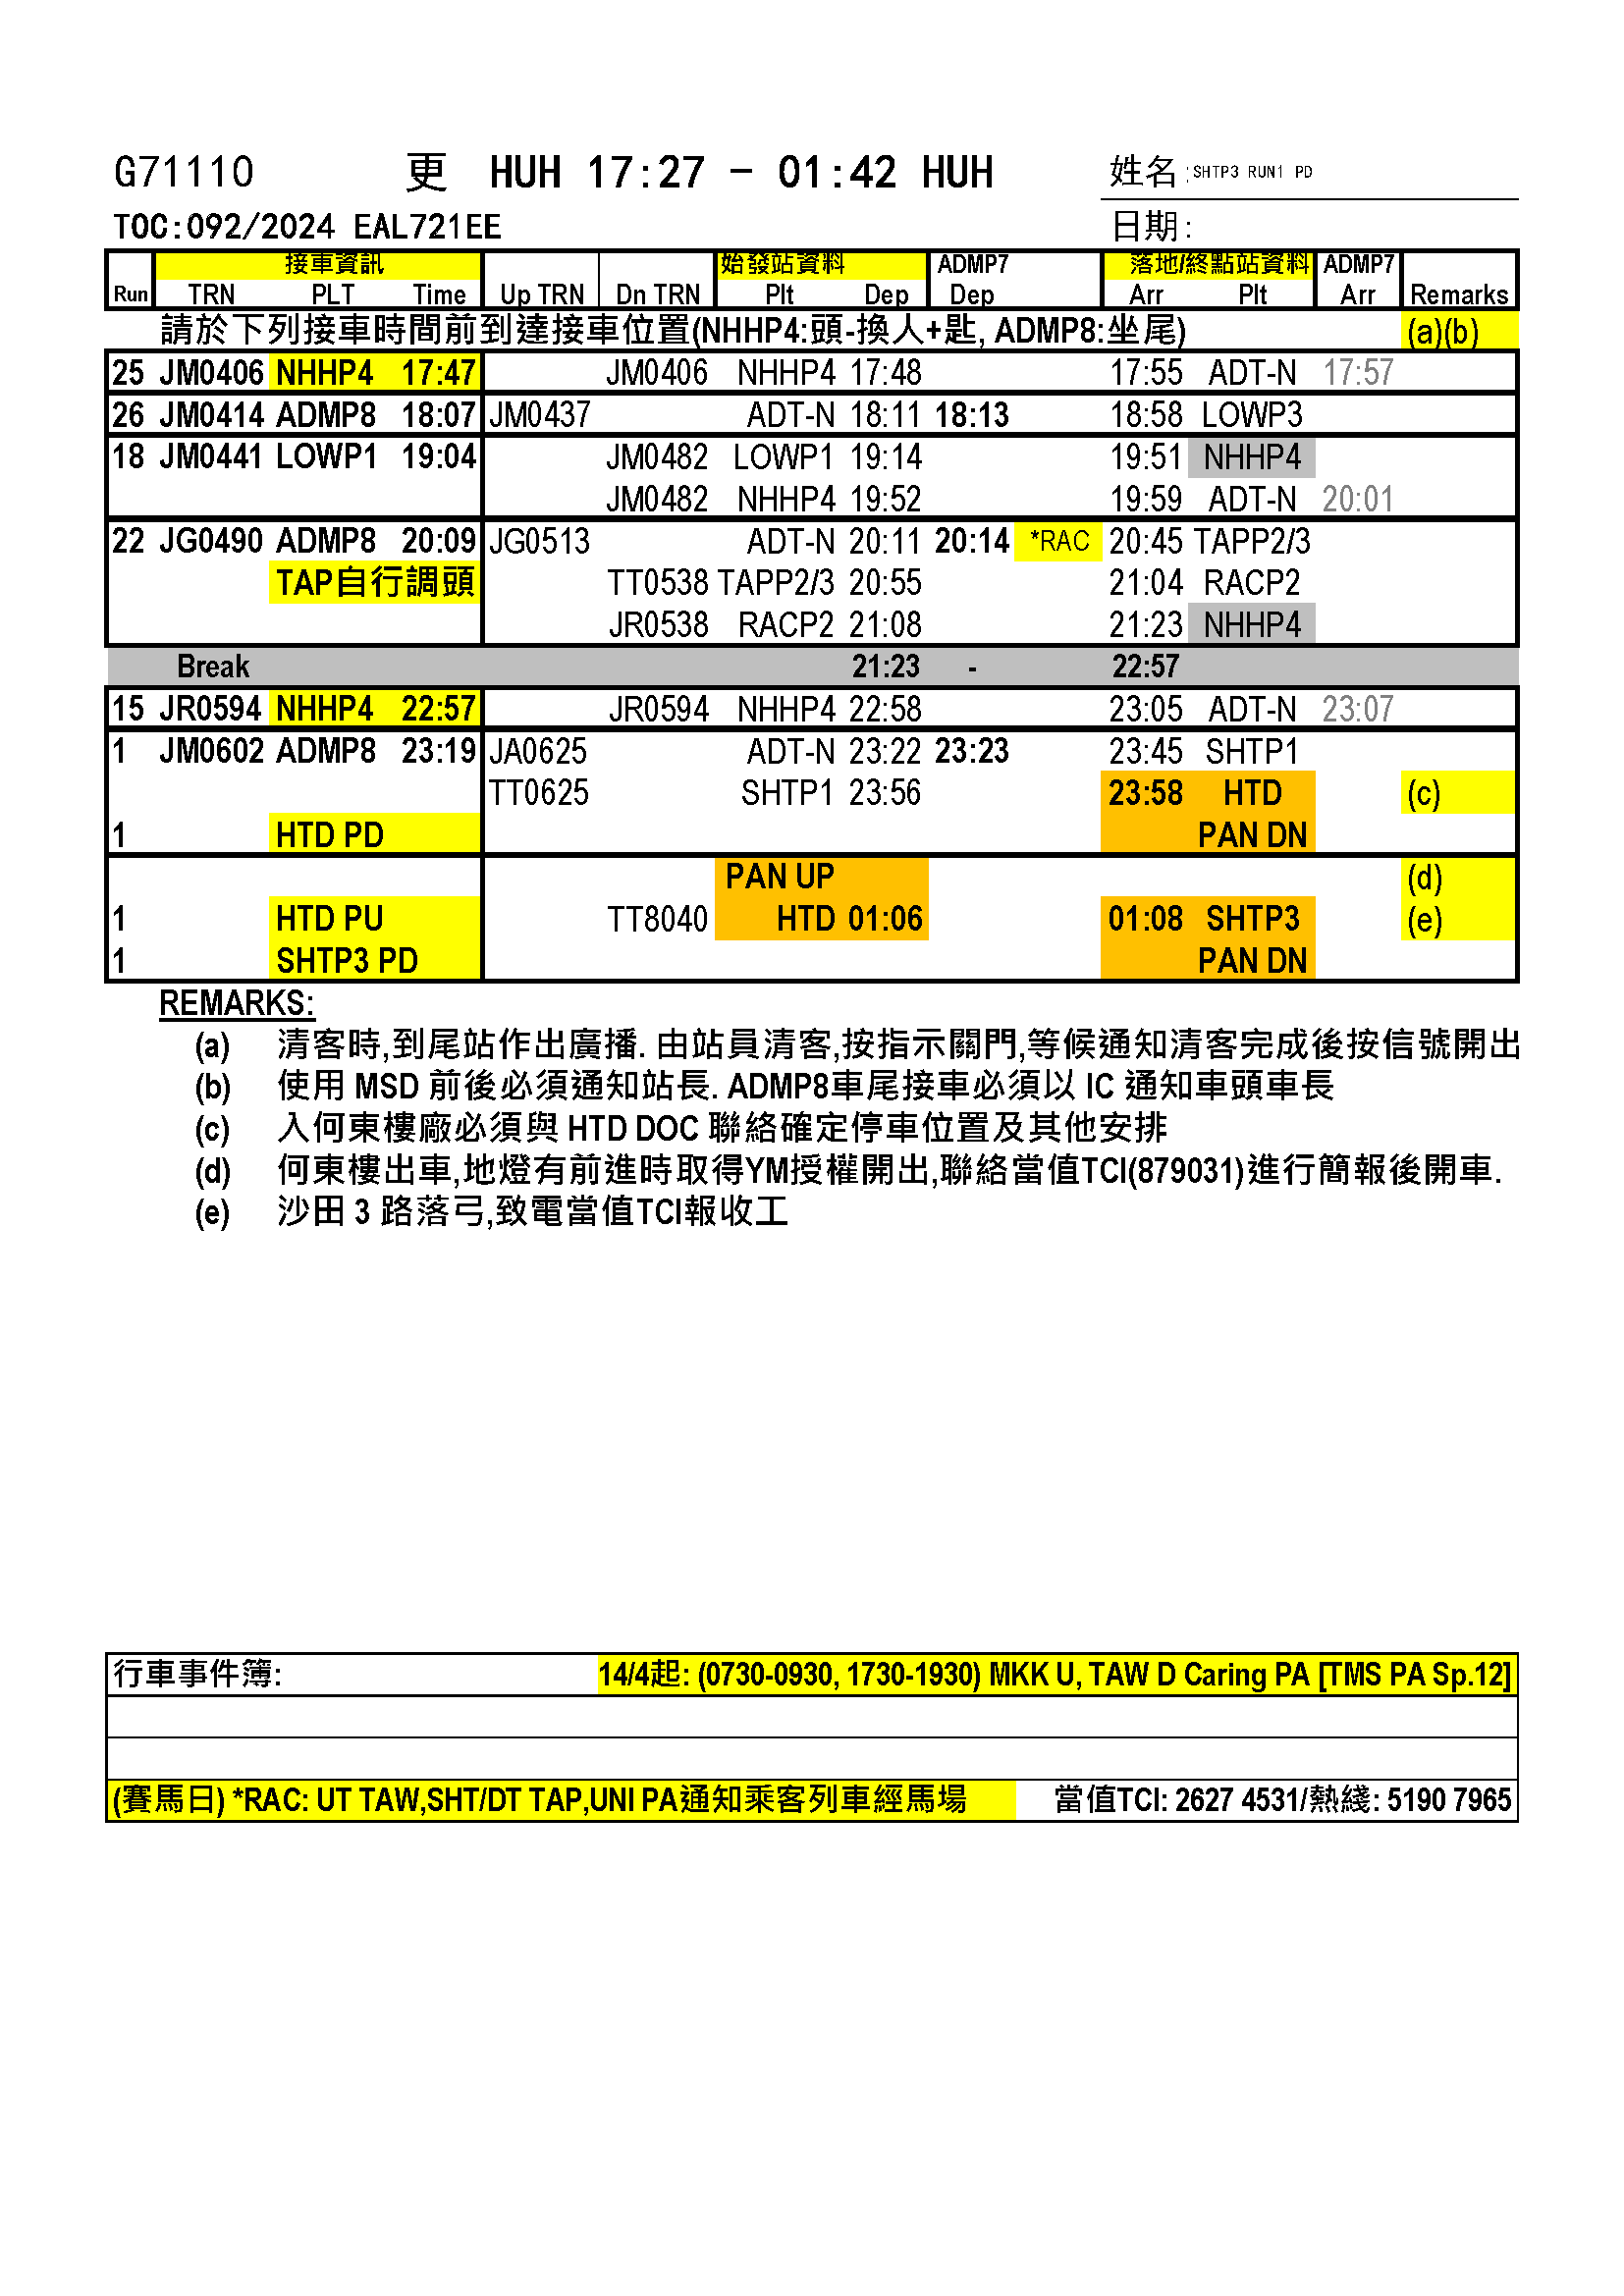 G71110 更 HUH 17:27 - 01:42 HUH 姓名:SHTP3 RUN1 PD
TOC:092/2024 EAL721EE 日期:
接車資訊 始發站資料 ADMP7 落地/終點站資料 ADMP7
Run TRN PLT Time Up TRN Dn TRN Plt Dep Dep Arr Plt Arr Remarks
請於下列接車時間前到達接車位置(NHHP4:頭-換人+匙, ADMP8:坐尾) (a)(b)
25 JM0406 NHHP4 17:47 JM0406 NHHP4 17:48 17:55 ADT-N 17:57
26 JM0414 ADMP8 18:07 JM0437 ADT-N 18:11 18:13 18:58 LOWP3
18 JM0441 LOWP1 19:04 JM0482 LOWP1 19:14 19:51 NHHP4
JM0482 NHHP4 19:52 19:59 ADT-N 20:01
22 JG0490 ADMP8 20:09 JG0513 ADT-N 20:11 20:14 *RAC 20:45 TAPP2/3
TAP自行調頭 TT0538 TAPP2/3 20:55 21:04 RACP2
JR0538 RACP2 21:08 21:23 NHHP4
Break 21:23 - 22:57
15 JR0594 NHHP4 22:57 JR0594 NHHP4 22:58 23:05 ADT-N 23:07
1 JM0602 ADMP8 23:19 JA0625 ADT-N 23:22 23:23 23:45 SHTP1
TT0625 SHTP1 23:56 23:58 HTD (c)
1 HTD PD PAN DN
PAN UP (d)
1 HTD PU TT8040 HTD 01:06 01:08 SHTP3 (e)
1 SHTP3 PD PAN DN
REMARKS:
(a) 清客時,到尾站作出廣播. 由站員清客,按指示關門,等候通知清客完成後按信號開出
(b) 使用 MSD 前後必須通知站長. ADMP8車尾接車必須以 IC 通知車頭車長
(c) 入何東樓廠必須與 HTD DOC 聯絡確定停車位置及其他安排
(d) 何東樓出車,地燈有前進時取得YM授權開出,聯絡當值TCI(879031)進行簡報後開車.
(e) 沙田 3 路落弓,致電當值TCI報收工
行車事件簿: 14/4起: (0730-0930, 1730-1930) MKK U, TAW D Caring PA [TMS PA Sp.12]
(賽馬日) *RAC: UT TAW,SHT/DT TAP,UNI PA通知乘客列車經馬場 當值TCI: 2627 4531/熱綫: 5190 7965